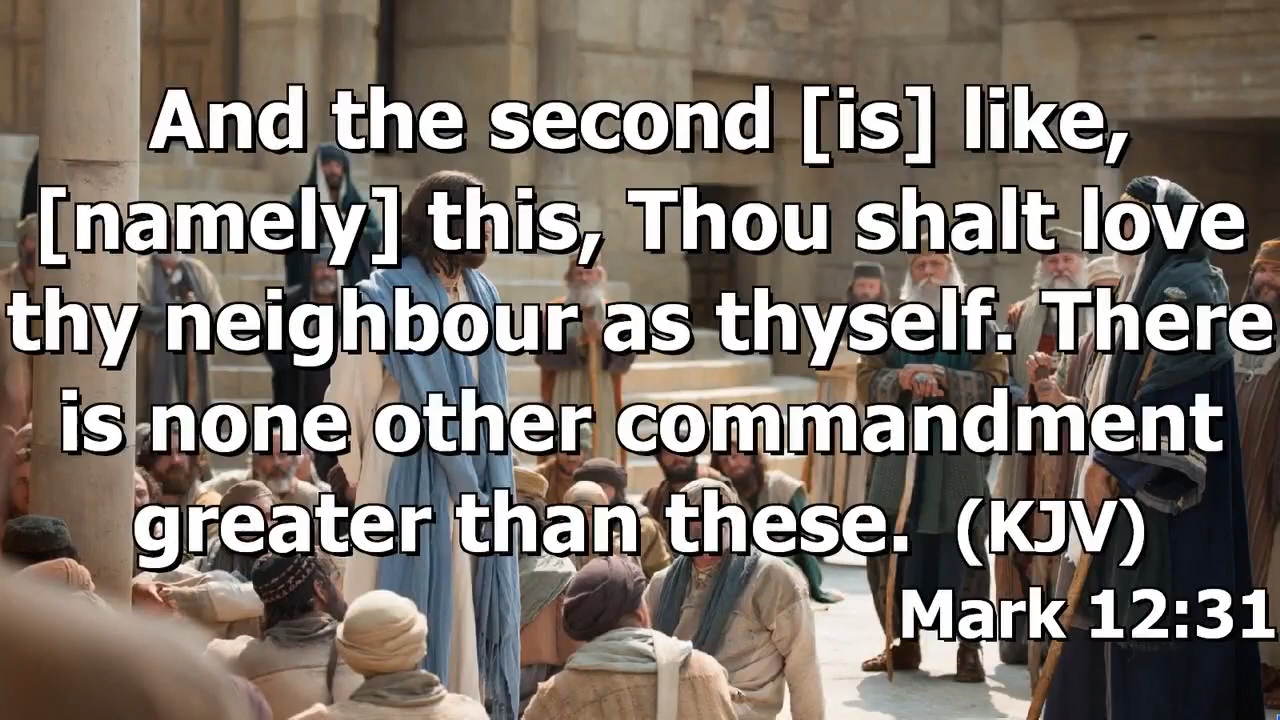 And the second [is] like,
[namely] this, Thou shalt love
thy neighbour as thyself. There
is none other commandment
greater than these.  (KJV)
Mark 12:31